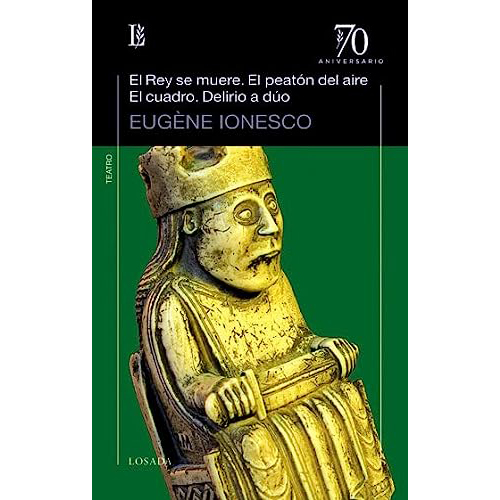 70
ANIVERSARIO
El Rey se muere. El peatón del aire
El cuadro. Delirio a dúo
EUGÈNE IONESCO
TEATRO
LOSADA